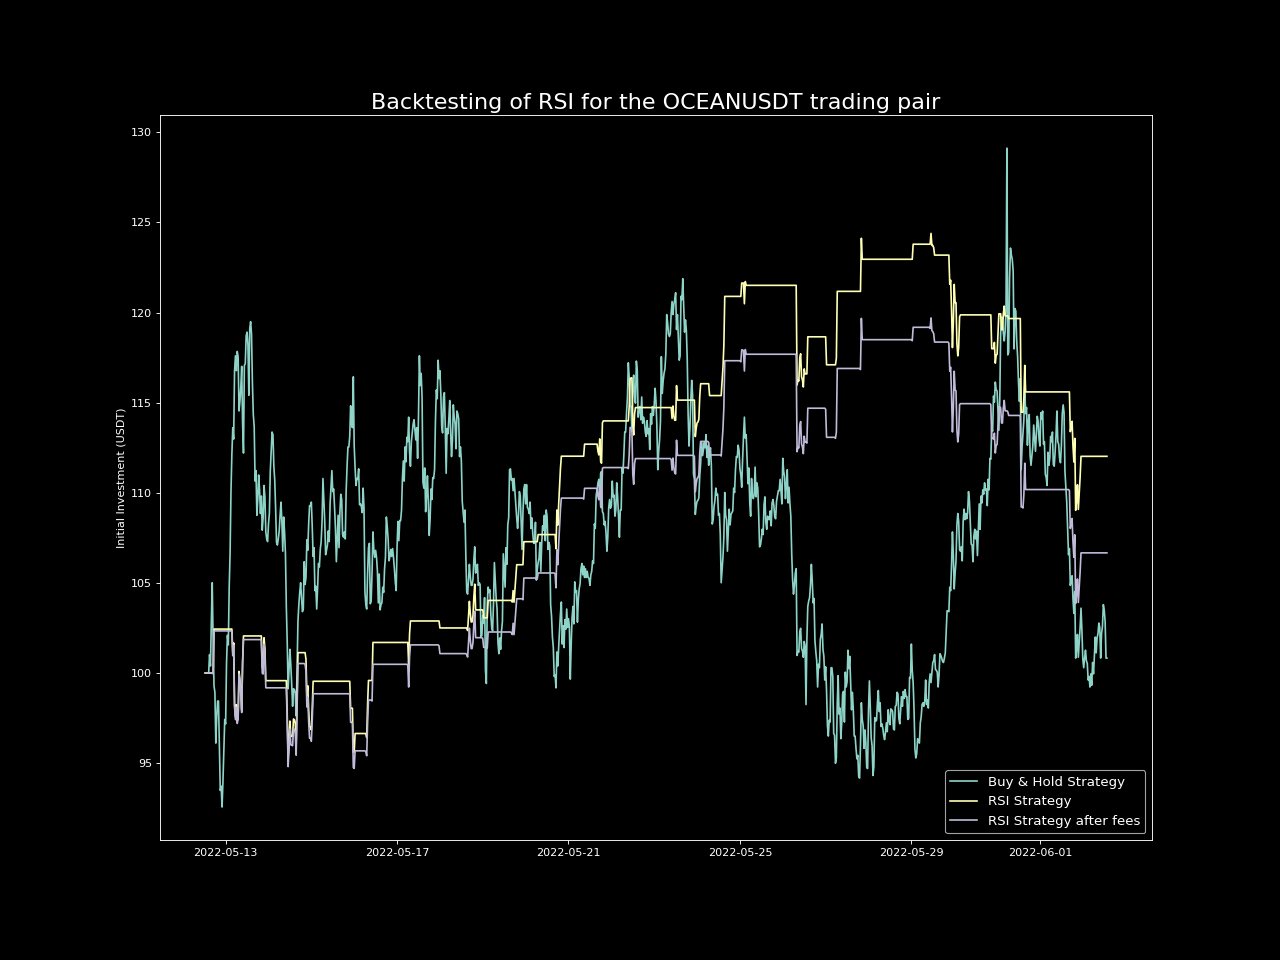 Backtesting of RSI for the OCEANUSDT trading pair
130
125
120
115
110
105
100
95
Initial Investment (USDT)
Buy & Hold Strategy
RSI Strategy
RSI Strategy after fees
2022-05-13
2022-05-17
2022-05-21
2022-05-25
2022-05-29
2022-06-01